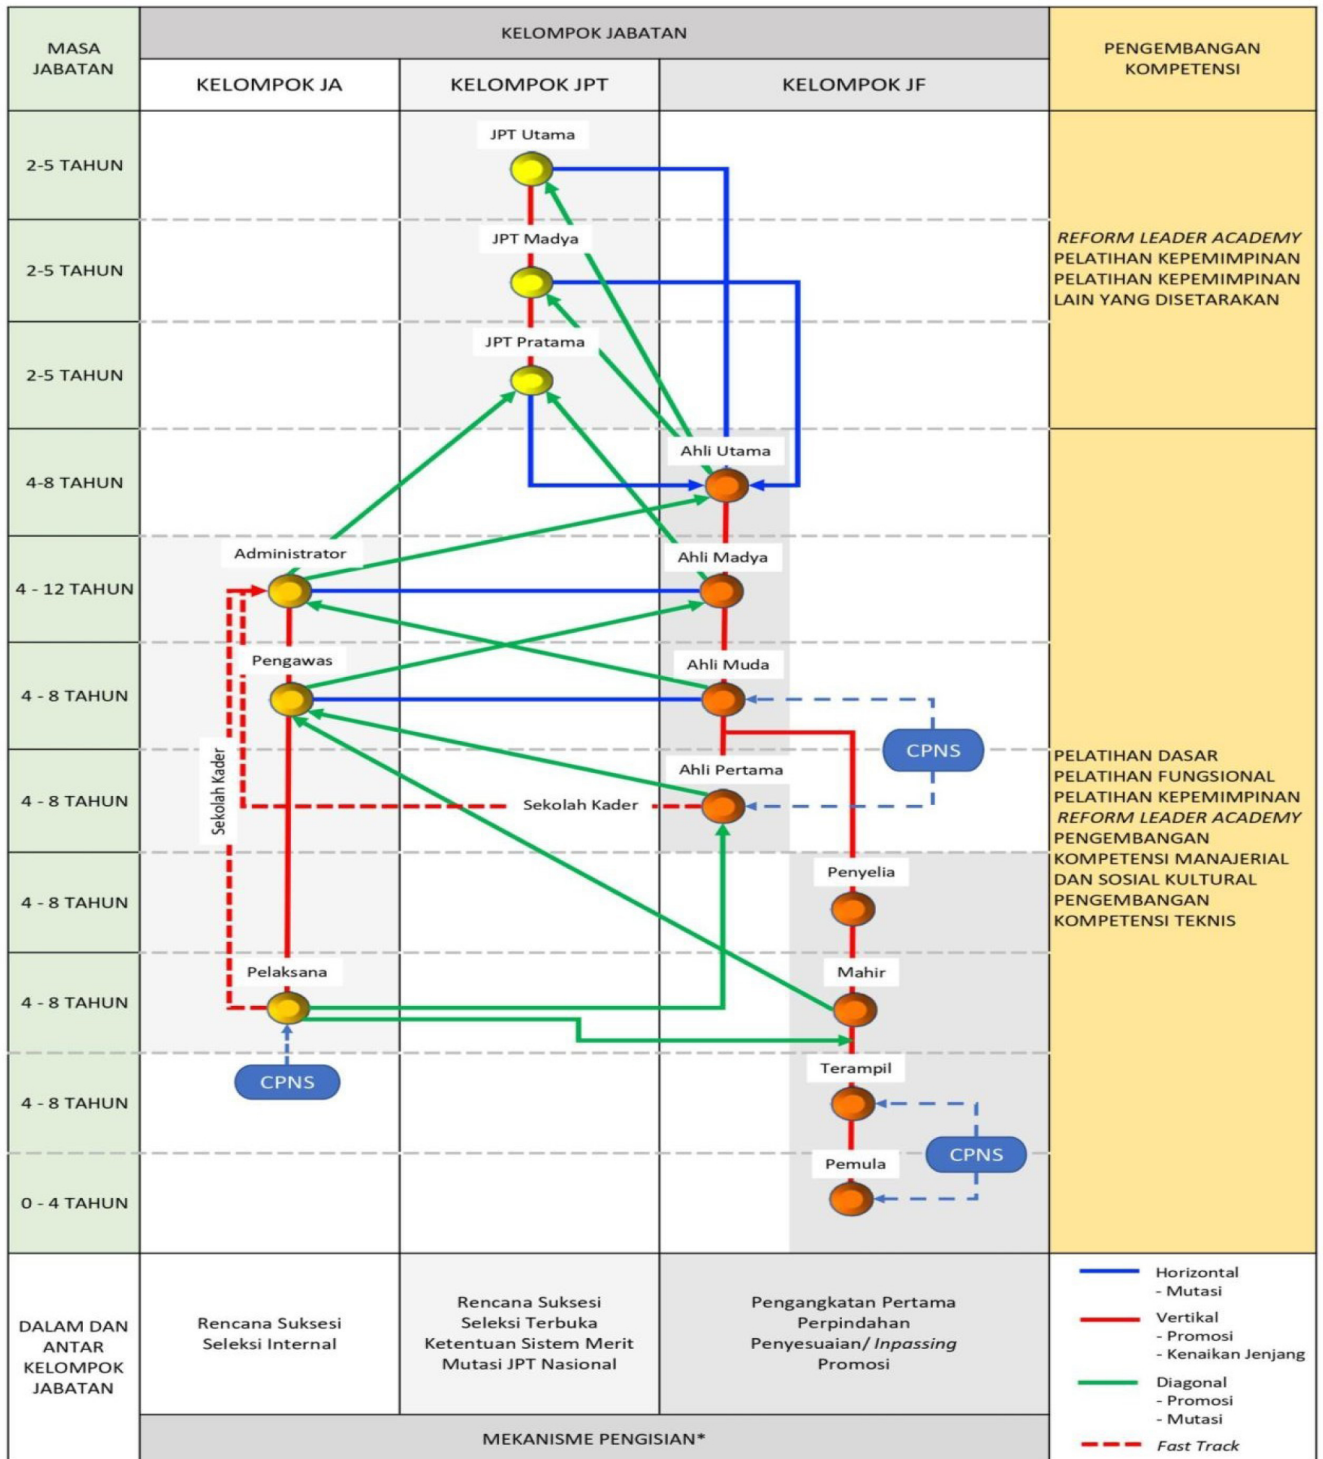 MASA
JABATAN
KELOMPOK JABATAN
PENGEMBANGAN
KOMPETENSI
KELOMPOK JA
KELOMPOK JPT
KELOMPOK JF
2-5 TAHUN
JPT Utama
2-5 TAHUN
JPT Madya
REFORM LEADER ACADEMY
PELATIHAN KEPEMIMPINAN
PELATIHAN KEPEMIMPINAN
LAIN YANG DISETARAKAN
2-5 TAHUN
JPT Pratama
4-8 TAHUN
Ahli Utama
4 - 12 TAHUN
Administrator
Ahli Madya
4 - 8 TAHUN
Pengawas
Ahli Muda
CPNS
4 - 8 TAHUN
Sekolah Kader
Sekolah Kader
Ahli Pertama
PELATIHAN DASAR
PELATIHAN FUNGSIONAL
PELATIHAN KEPEMIMPINAN
REFORM LEADER ACADEMY
PENGEMBANGAN
KOMPETENSI MANAJERIAL
DAN SOSIAL KULTURAL
PENGEMBANGAN
KOMPETENSI TEKNIS
4 - 8 TAHUN
Penyelia
4 - 8 TAHUN
Pelaksana
Mahir
4 - 8 TAHUN
CPNS
Terampil
CPNS
0 - 4 TAHUN
Pemula
DALAM DAN
ANTAR
KELOMPOK
JABATAN
Rencana Suksesi
Seleksi Internal
Rencana Suksesi
Seleksi Terbuka
Ketentuan Sistem Merit
Mutasi JPT Nasional
Pengangkatan Pertama
Perpindahan
Penyesuaian/ Inpassing
Promosi
MEKANISME PENGISIAN*
Horizontal
- Mutasi
Vertikal
- Promosi
- Kenaikan Jenjang
Diagonal
- Promosi
- Mutasi
Fast Track